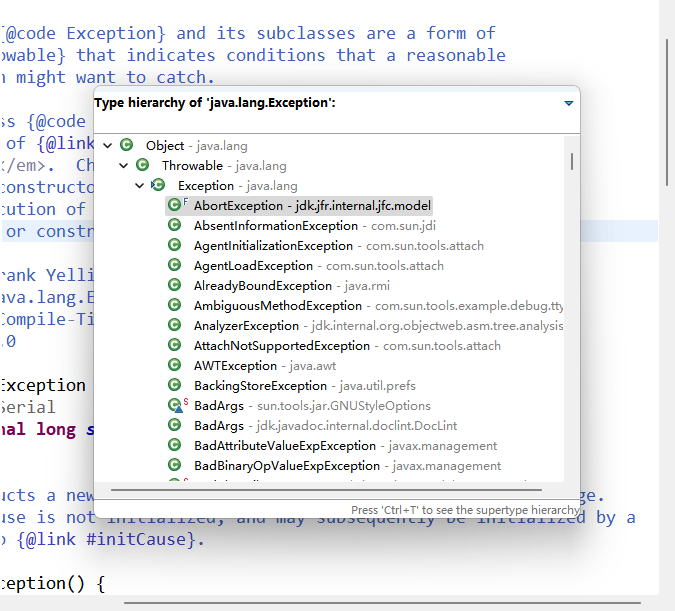 {@code Exception} and its subclasses are a form of
owable} that indicates conditions that a reasonable
n might want to catch.
Type hierarchy of 'java.lang.Exception':
ss {@code
of {@link
</em>.  Ch
constructo
cution of
or constr
Object - java.lang
Throwable - java.lang
Exception - java.lang
AbortException - jdk.jfr.internal.jfc.model
AbsentInformationException - com.sun.jdi
AgentInitializationException - com.sun.tools.attach
AgentLoadException - com.sun.tools.attach
AlreadyBoundException - java.rmi
AmbiguousMethodException - com.sun.tools.example.debug.tty
AnalyzerException - jdk.internal.org.objectweb.asm.tree.analysis
AttachNotSupportedException - com.sun.tools.attach
AWTException - java.awt
BackingStoreException - java.util.prefs
BadArgs - sun.tools.jar.GNUStyleOptions
BadArgs - jdk.javadoc.internal.doclint.DocLint
BadAttributeValueExpException - javax.management
BadBinaryOpValueExpException - javax.management
Press 'Ctrl+T' to see the supertype hierarchy
rank Yelli
ava.lang.E
Compile-Ti
.0
Exception
Serial
nal long s
ucts a new
ge.
use is not initialized, and may subsequently be initialized by a
o {@link #initCause}.
ception() {